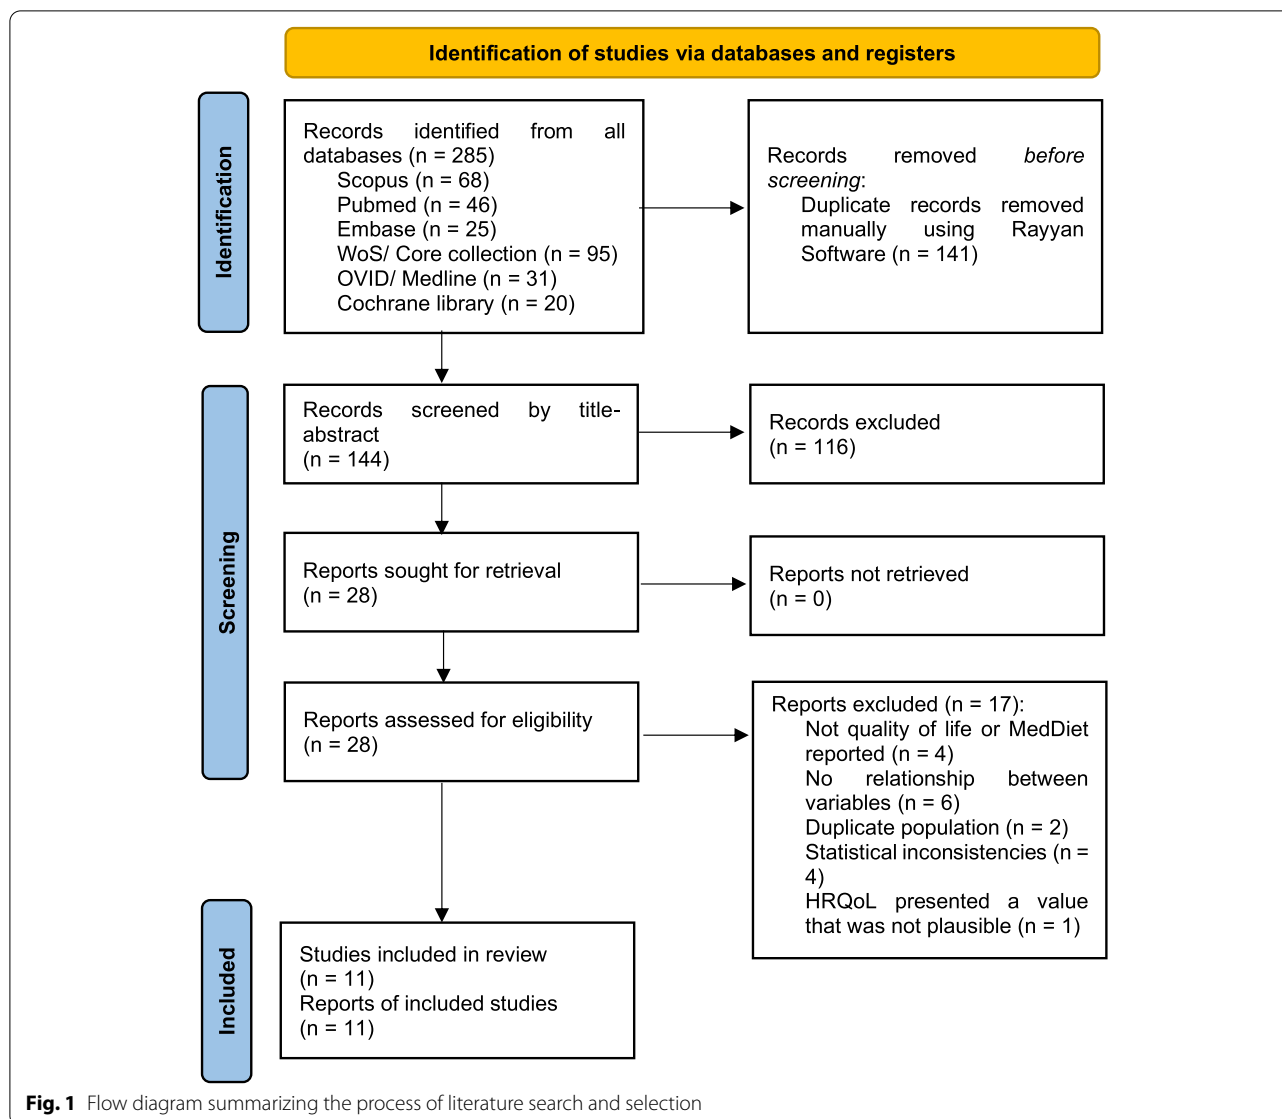 Identification of studies via databases and registers
Identification
Records identified from all
databases (n = 285)
Scopus (n = 68)
Pubmed (n = 46)
Embase (n = 25)
WoS/ Core collection (n = 95)
OVID/ Medline (n = 31)
Cochrane library (n = 20)
Records removed before
screening:
Duplicate records removed
manually using Rayyan
Software (n = 141)
Screening
Records screened by title-
abstract
(n = 144)
Records excluded
(n = 116)
Reports sought for retrieval
(n = 28)
Reports not retrieved
(n = 0)
Reports assessed for eligibility
(n = 28)
Reports excluded (n = 17):
Not quality of life or MedDiet
reported (n = 4)
No relationship between
variables (n = 6)
Duplicate population (n = 2)
Statistical inconsistencies (n =
4)
HRQoL presented a value
that was not plausible (n = 1)
Included
Studies included in review
(n = 11)
Reports of included studies
(n = 11)
Fig. 1 Flow diagram summarizing the process of literature search and selection